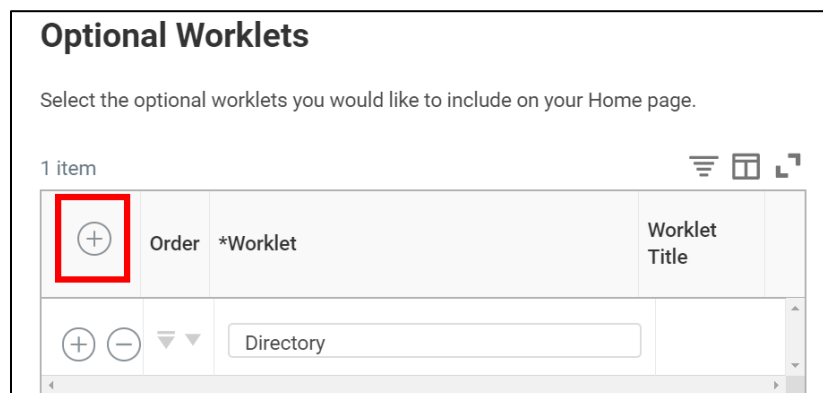 Optional Worklets
Select the optional worklets you would like to include on your Home page.
1 item
Order *Worklet Worklet
Title
Directory